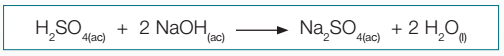 H₂SO₄(ac) + 2 NaOH(ac) ⟶ Na₂SO₄(ac) + 2 H₂O(l)